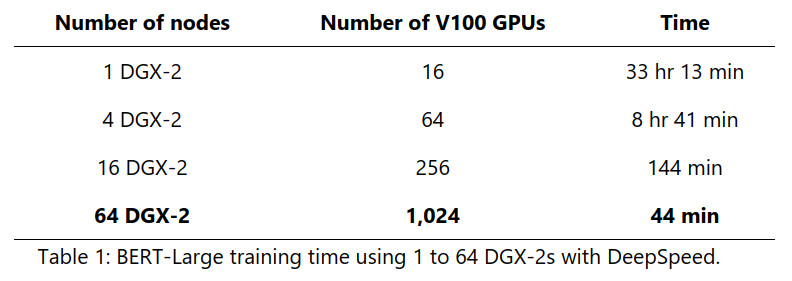 Number of nodes Number of V100 GPUs Time
1 DGX-2 16 33 hr 13 min
4 DGX-2 64 8 hr 41 min
16 DGX-2 256 144 min
64 DGX-2 1,024 44 min
Table 1: BERT-Large training time using 1 to 64 DGX-2s with DeepSpeed.